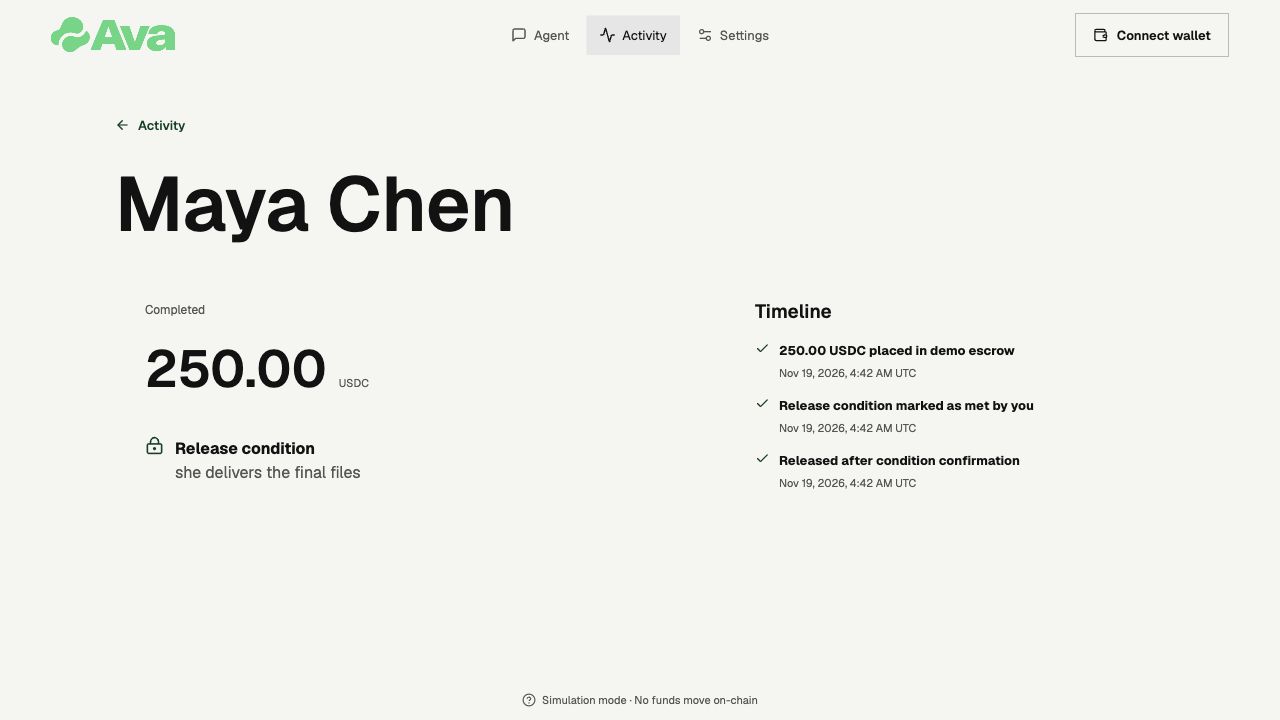 Ava
Agent
Activity
Settings
Connect wallet
Activity
Maya Chen
Completed
250.00 USDC
Release condition
she delivers the final files
Timeline
250.00 USDC placed in demo escrow
Nov 19, 2026, 4:42 AM UTC
Release condition marked as met by you
Nov 19, 2026, 4:42 AM UTC
Released after condition confirmation
Nov 19, 2026, 4:42 AM UTC
Simulation mode · No funds move on-chain